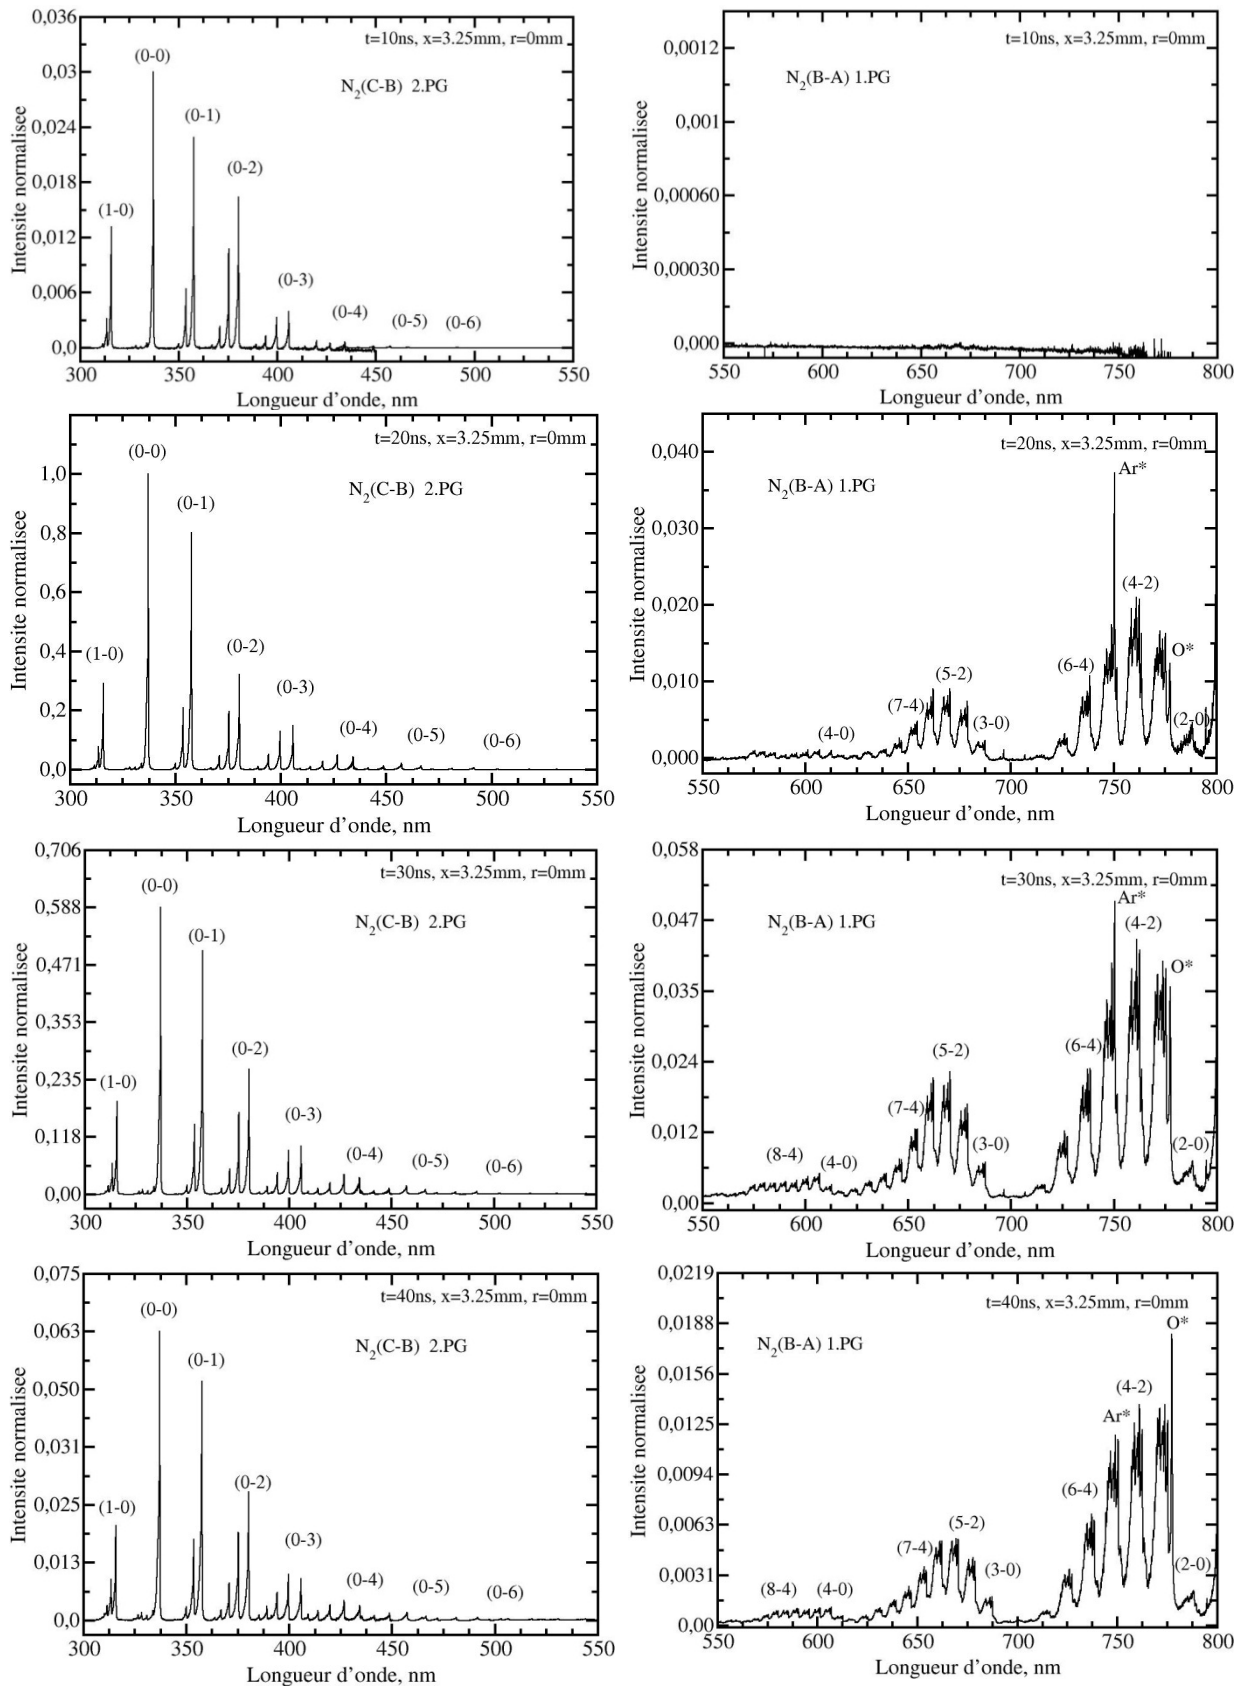 0,036
0,03
0,024
0,018
0,012
0,006
0,0
Intensite normalisee
t=10ns, x=3.25mm, r=0mm
N2(C-B) 2.PG
(0-0)
(0-1)
(0-2)
(1-0)
(0-3)
(0-4)
(0-5)
(0-6)
300 350 400 450 500 550
Longueur d'onde, nm
0,0012
0,001
0,00060
0,00030
0,000
Intensite normalisee
t=10ns, x=3.25mm, r=0mm
N2(B-A) 1.PG
550 600 650 700 750 800
Longueur d'onde, nm
1,0
0,8
0,6
0,4
0,2
0,0
Intensite normalisee
t=20ns, x=3.25mm, r=0mm
N2(C-B) 2.PG
(0-0)
(0-1)
(1-0)
(0-2)
(0-3)
(0-4)
(0-5)
(0-6)
300 350 400 450 500 550
Longueur d'onde, nm
0,040
0,030
0,020
0,010
0,000
Intensite normalisee
t=20ns, x=3.25mm, r=0mm
Ar*
N2(B-A) 1.PG
(4-2)
O*
(6-4)
(5-2)
(7-4)
(3-0)
(2-0)
(4-0)
550 600 650 700 750 800
Longueur d'onde, nm
0,706
0,588
0,471
0,353
0,235
0,118
0,00
Intensite normalisee
t=30ns, x=3.25mm, r=0mm
(0-0)
N2(C-B) 2.PG
(0-1)
(0-2)
(1-0)
(0-3)
(0-4)
(0-5)
(0-6)
300 350 400 450 500 550
Longueur d'onde, nm
0,058
0,047
0,035
0,024
0,012
0,00
Intensite normalisee
t=30ns, x=3.25mm, r=0mm
Ar*
N2(B-A) 1.PG
(4-2)
O*
(5-2)
(6-4)
(7-4)
(3-0)
(2-0)
(8-4)
(4-0)
550 600 650 700 750 800
Longueur d'onde, nm
0,075
0,063
0,050
0,031
0,025
0,013
0,0
Intensite normalisee
t=40ns, x=3.25mm, r=0mm
(0-0)
N2(C-B) 2.PG
(0-1)
(0-2)
(1-0)
(0-3)
(0-4)
(0-5)
(0-6)
300 350 400 450 500 550
Longueur d'onde, nm
0,0219
0,0188
0,0156
0,0125
0,0094
0,0063
0,0031
0,00
Intensite normalisee
t=40ns, x=3.25mm, r=0mm
O*
N2(B-A) 1.PG
(4-2)
Ar*
(6-4)
(5-2)
(7-4)
(3-0)
(2-0)
(8-4)
(4-0)
550 600 650 700 750 800
Longueur d'onde, nm